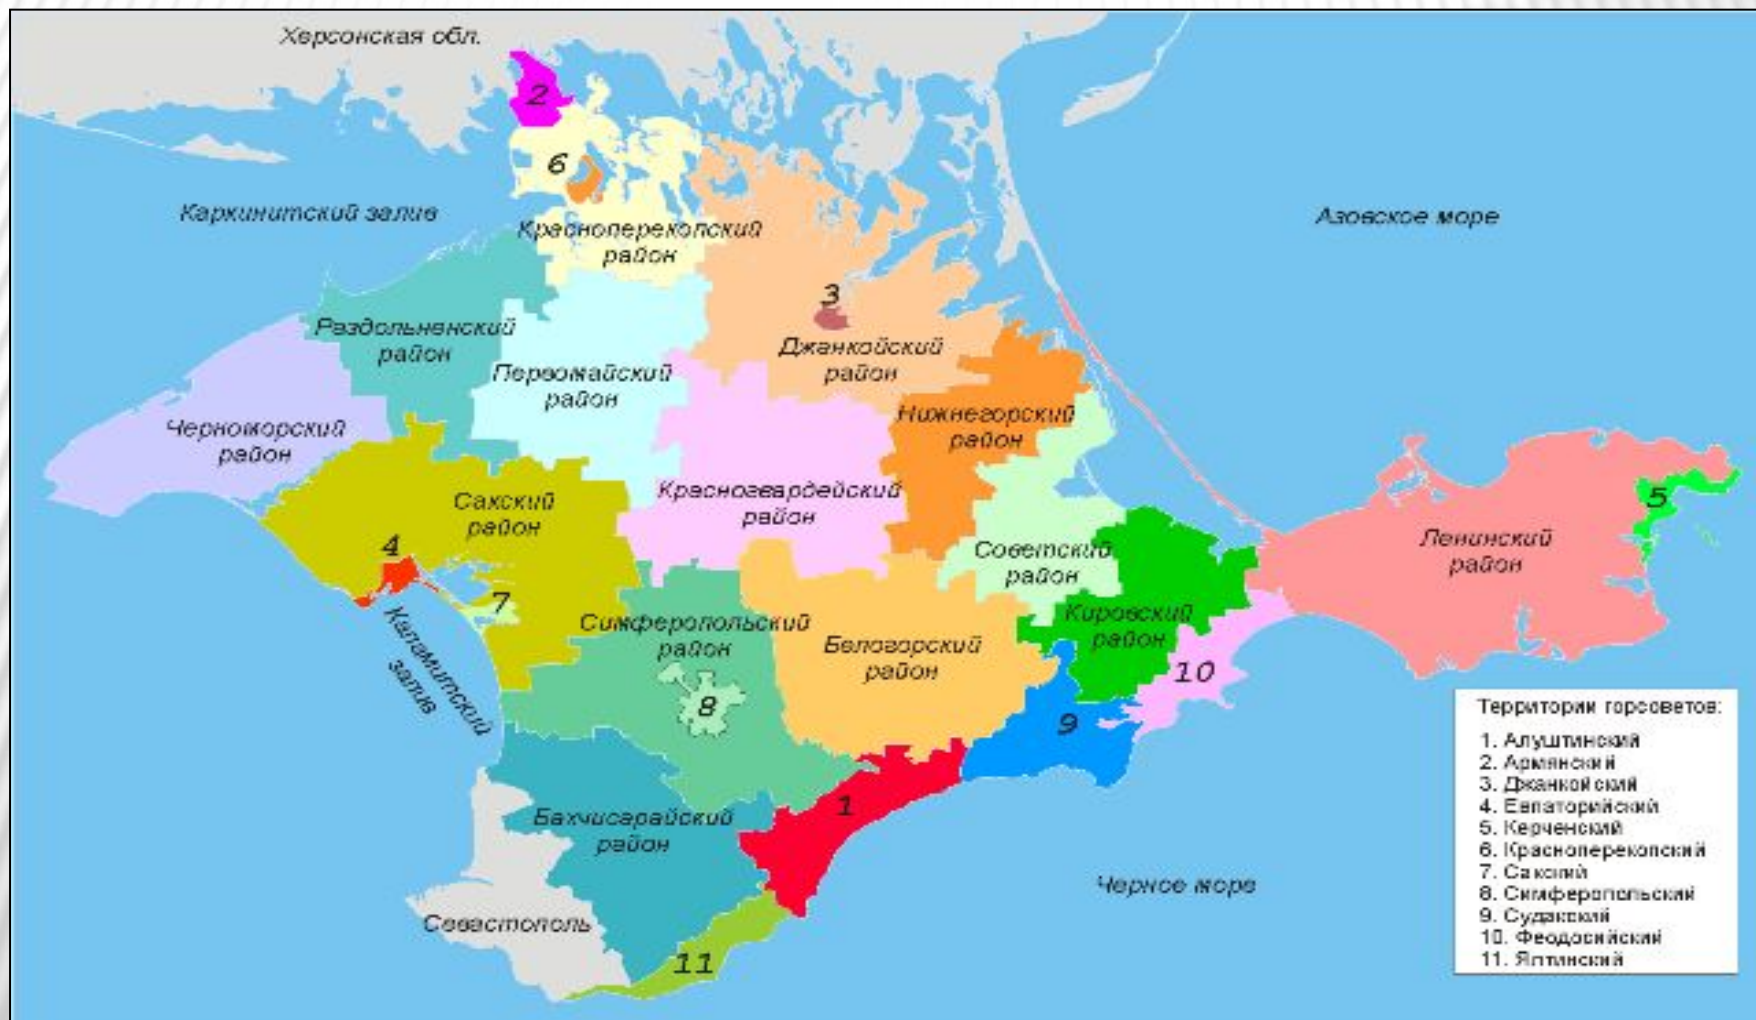 Херсонская обл.
2
6
Каркинитский залив
Азовское море
Красноперекопский
район
3
Раздольненский
район
Джанкойский
район
Первомайский
район
Нижнегорский
район
Черноморский
район
Сакский
район
Красногвардейский
район
5
Ленинский
район
4
Советский
район
7
Каламитский
залив
Симферопольский
район
Кировский
район
Белогорский
район
10
8
9
1
Бахчисарайский
район
Черное море
Севастополь
11
Территории горсоветов:
1. Алуштинский
2. Армянский
3. Джанкойский
4. Евпаторийский
5. Керченский
6. Красноперекопский
7. Сакский
8. Симферопольский
9. Судакский
10. Феодосийский
11. Ялтинский